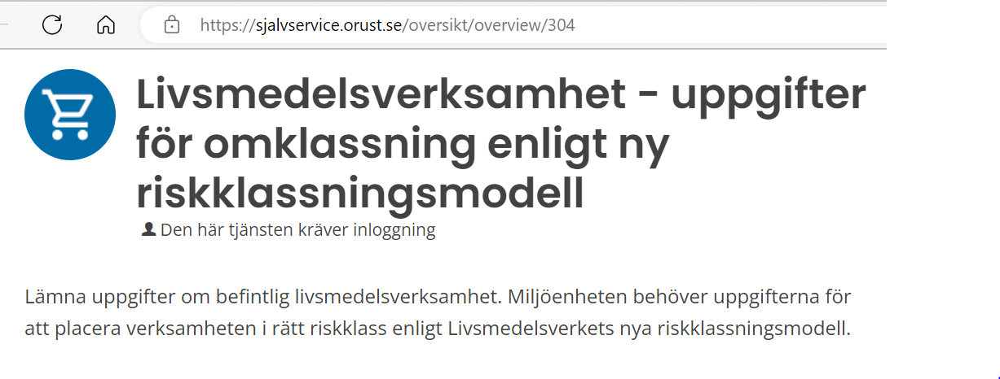 https://sjalvservice.orust.se/oversikt/overview/304
Livsmedelsverksamhet - uppgifter
för omklassning enligt ny
riskklassningsmodell
Den här tjänsten kräver inloggning
Lämna uppgifter om befintlig livsmedelsverksamhet. Miljöenheten behöver uppgifterna för
att placera verksamheten i rätt riskklass enligt Livsmedelsverkets nya riskklassningsmodell.